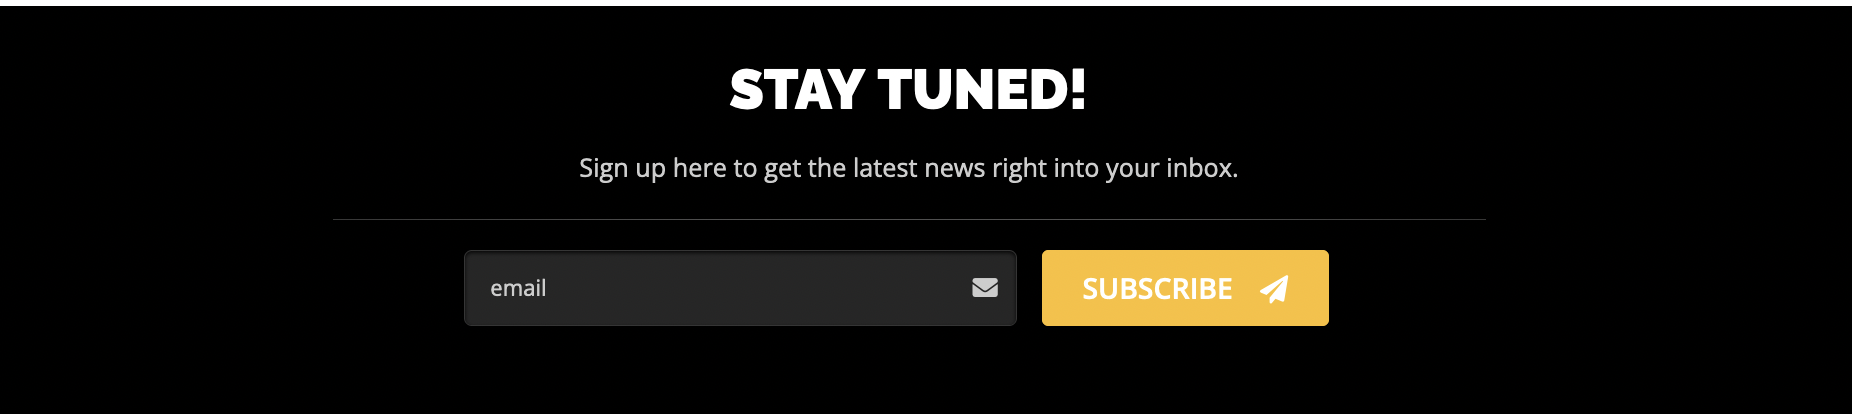 STAY TUNED!
Sign up here to get the latest news right into your inbox.
email
SUBSCRIBE